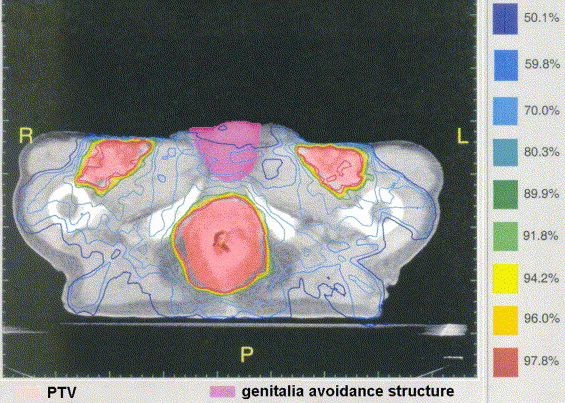 50.1%
59.8%
70.0%
80.3%
89.9%
91.8%
94.2%
96.0%
97.8%
R
L
P
PTV
genitalia avoidance structure